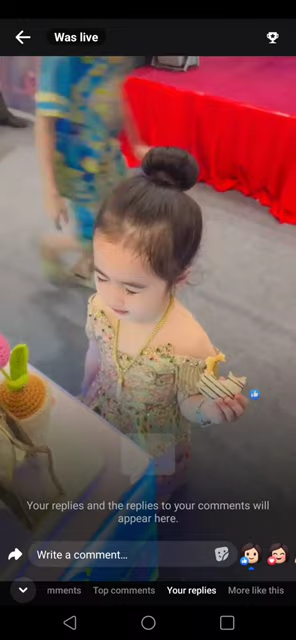 Was live
Your replies and the replies to your comments will
appear here.
Write a comment...
mments Top comments Your replies More like this